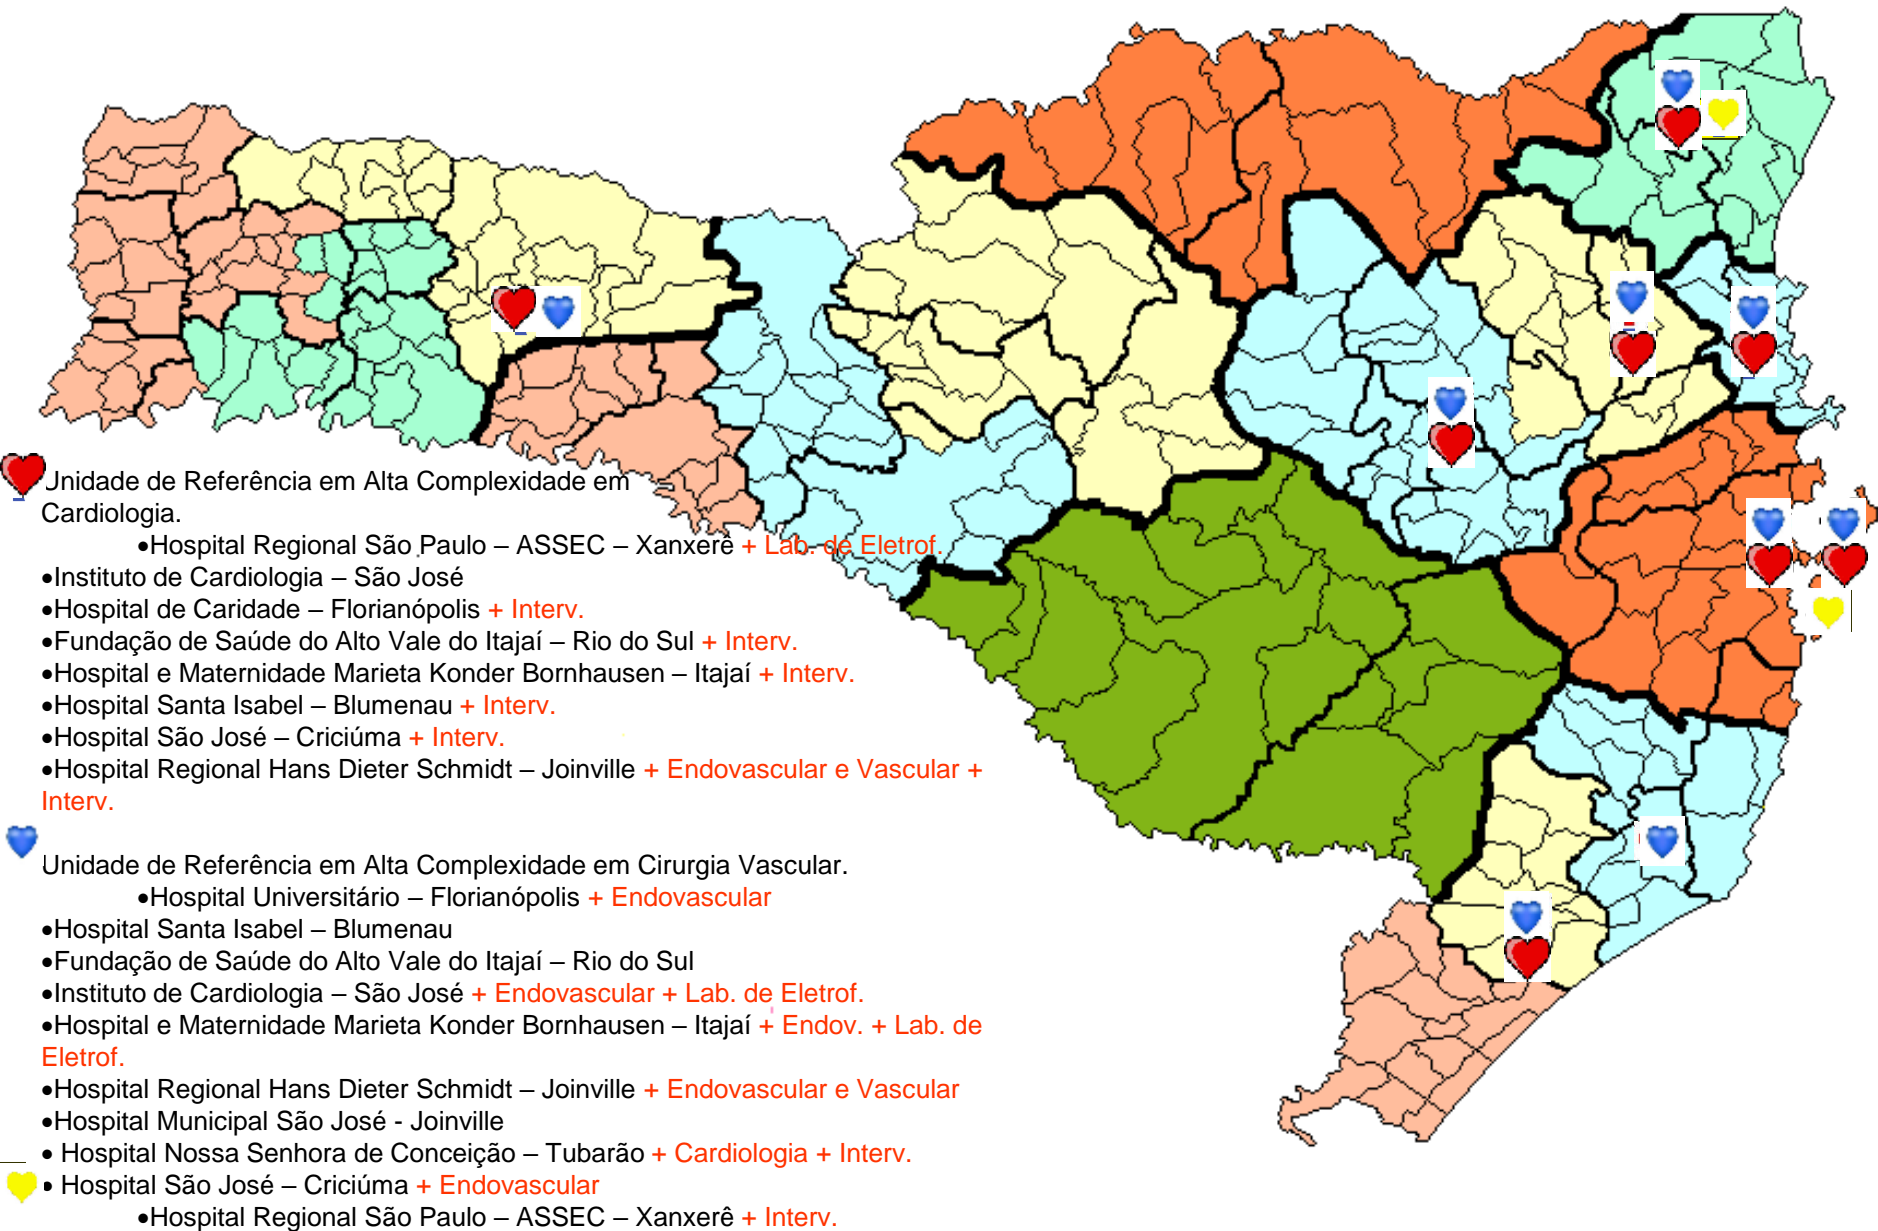 Unidade de Referência em Alta Complexidade em
Cardiologia.
•Hospital Regional São Paulo – ASSEC – Xanxerê + Lab. de Eletrof.
•Instituto de Cardiologia – São José
•Hospital de Caridade – Florianópolis + Interv.
•Fundação de Saúde do Alto Vale do Itajaí – Rio do Sul + Interv.
•Hospital e Maternidade Marieta Konder Bornhausen – Itajaí + Interv.
•Hospital Santa Isabel – Blumenau + Interv.
•Hospital São José – Criciúma + Interv.
•Hospital Regional Hans Dieter Schmidt – Joinville + Endovascular e Vascular +
Interv.
Unidade de Referência em Alta Complexidade em Cirurgia Vascular.
•Hospital Universitário – Florianópolis + Endovascular
•Hospital Santa Isabel – Blumenau
•Fundação de Saúde do Alto Vale do Itajaí – Rio do Sul
•Instituto de Cardiologia – São José + Endovascular + Lab. de Eletrof.
•Hospital e Maternidade Marieta Konder Bornhausen – Itajaí + Endov. + Lab. de
Eletrof.
•Hospital Regional Hans Dieter Schmidt – Joinville + Endovascular e Vascular
•Hospital Municipal São José - Joinville
• Hospital Nossa Senhora de Conceição – Tubarão + Cardiologia + Interv.
• Hospital São José – Criciúma + Endovascular
•Hospital Regional São Paulo – ASSEC – Xanxerê + Interv.